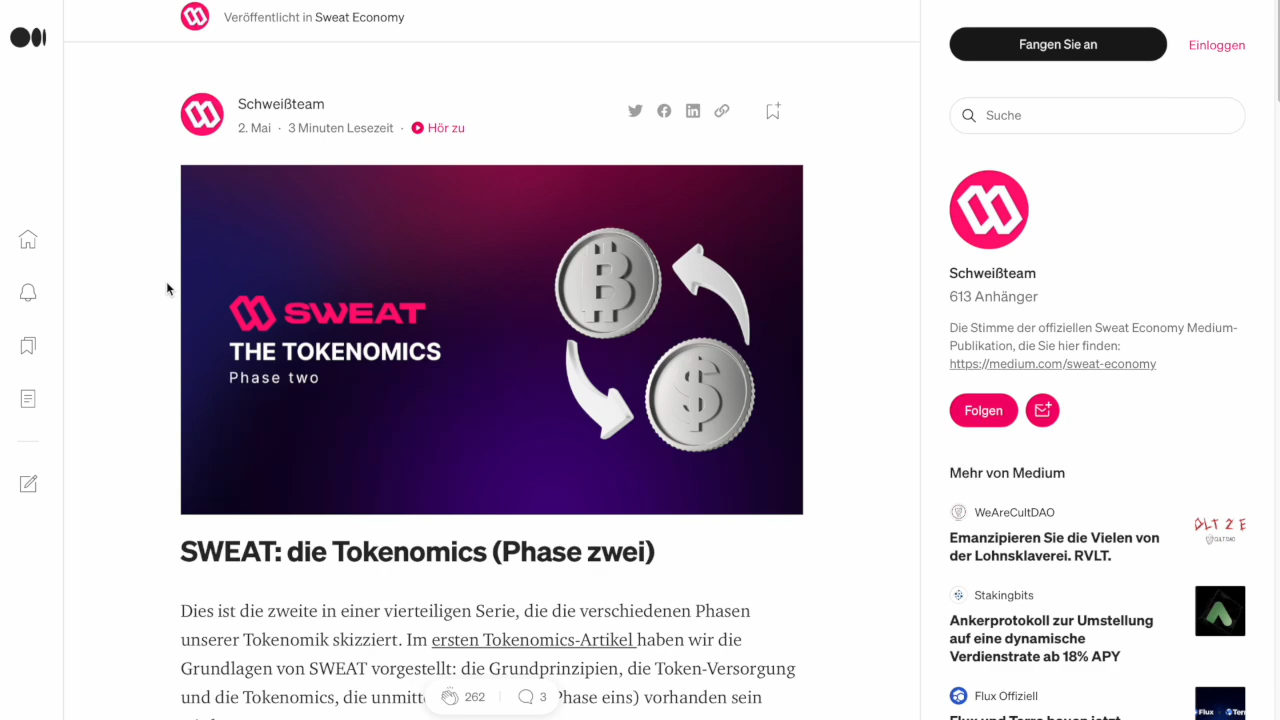 Veröffentlicht in Sweat Economy
Schweißteam
2. Mai · 3 Minuten Lesezeit · Hör zu
SWEAT
THE TOKENOMICS
Phase two
SWEAT: die Tokenomics (Phase zwei)
Dies ist die zweite in einer vierteiligen Serie, die die verschiedenen Phasen
unserer Tokenomik skizziert. Im ersten Tokenomics-Artikel haben wir die
Grundlagen von SWEAT vorgestellt: die Grundprinzipien, die Token-Versorgung
und die Tokenomics, die Phase eins) vorhanden sein
262
3
Fangen Sie an
Einloggen
Suche
Schweißteam
613 Anhänger
Die Stimme der offiziellen Sweat Economy Medium-
Publikation, die Sie hier finden:
https://medium.com/sweat-economy
Folgen
Mehr von Medium
WeAreCultDAO
Emanzipieren Sie die Vielen von
der Lohnsklaverei. RVLT.
Stakingbits
Ankerprotokoll zur Umstellung
auf eine dynamische
Verdienstrate ab 18% APY
Flux Offiziell